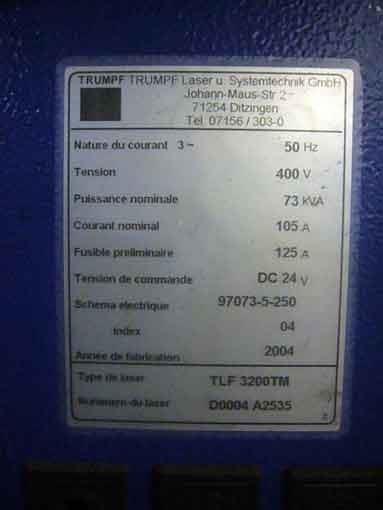 TRUMPF TRUMPF Laser u. Systemtechnik GmbH
Johann-Maus-Str 2
71254 Ditzingen
Tel. 07156 / 303-0
Nature du courant 3~ 50 Hz
Tension 400 V
Puissance nominale 73 kVA
Courant nominal 105 A
Fusible preliminaire 125 A
Tension de commande DC 24 V
Schema electrique 97073-5-250
Index 04
Année de fabrication 2004
Type de laser TLF 3200TM
du-laser D0004 A2535